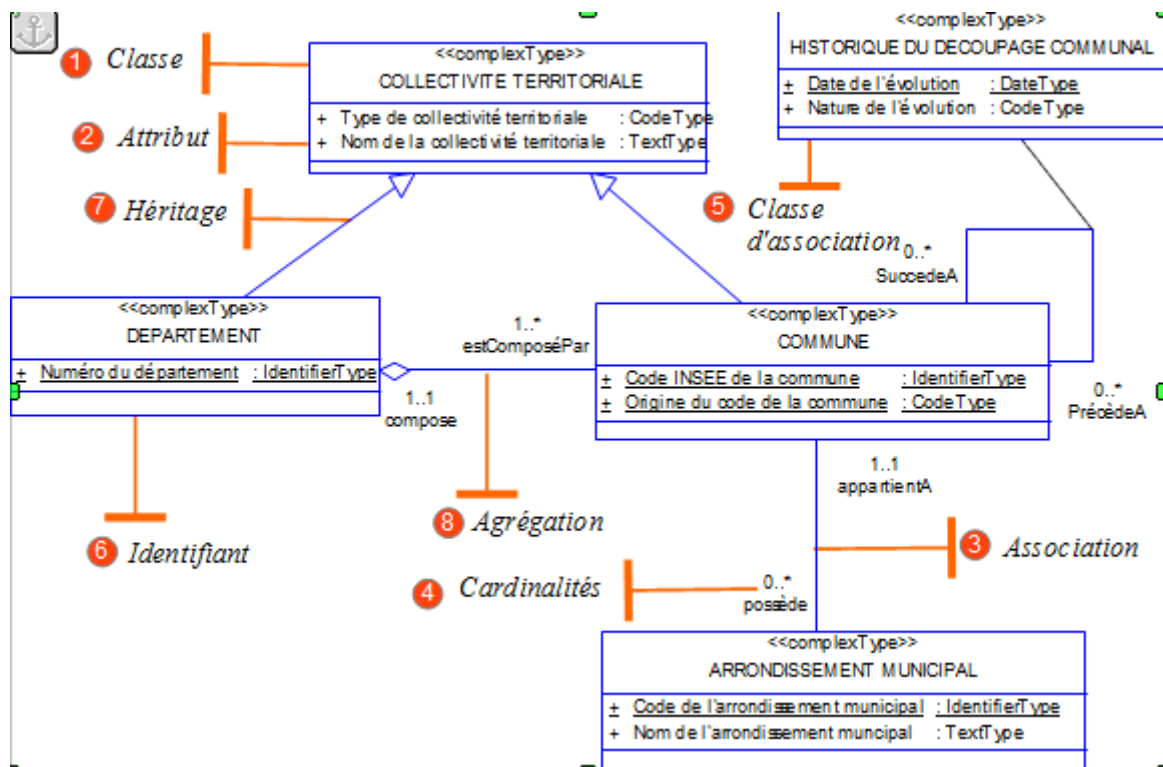 1 Classe
<<complexType>>
COLLECTIVITE TERRITORIALE
+ Type de collectivité territoriale : CodeType
+ Nom de la collectivité territoriale : TextType
2 Attribut
7 Héritage
<<complexType>>
HISTORIQUE DU DECOUPAGE COMMUNAL
+ Date de l'évolution : DateType
+ Nature de l'évolution : CodeType
5 Classe
d'association
0..*
SuccedeA
<<complexType>>
DEPARTEMENT
+ Numéro du département : IdentifierType
1..*
estComposéPar
1..1
compose
<<complexType>>
COMMUNE
+ Code INSEE de la commune : IdentifierType
+ Origine du code de la commune : CodeType
0..*
PrécèdeA
1..1
appartientA
6 Identifiant
8 Agrégation
3 Association
4 Cardinalités
0..*
possède
<<complexType>>
ARRONDISSEMENT MUNICIPAL
+ Code de l'arrondissement municipal : IdentifierType
+ Nom de l'arrondissement muncipal : TextType